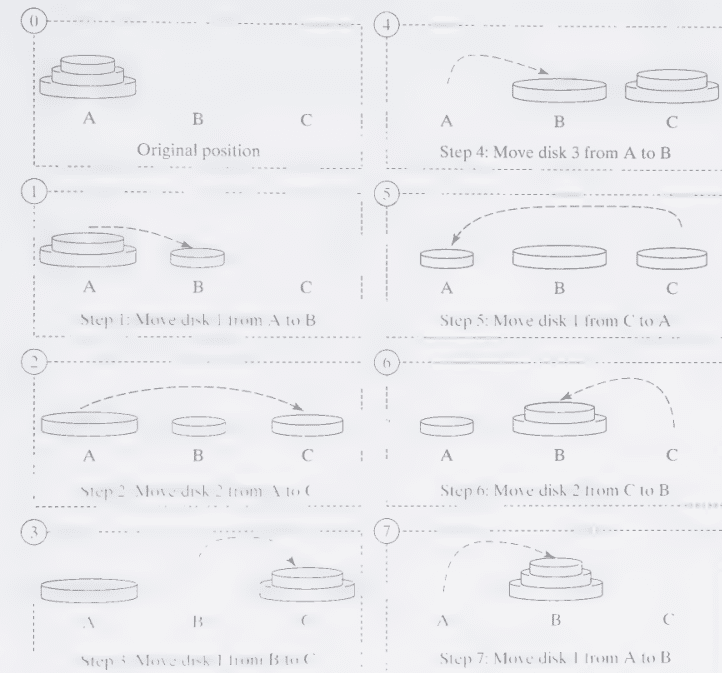 0
A B C
Original position
1
A B C
Step 1: Move disk 1 from A to B
2
A B C
Step 2: Move disk 2 from A to C
3
A B C
Step 3: Move disk 1 from B to C
4
A B C
Step 4: Move disk 3 from A to B
5
A B C
Step 5: Move disk 1 from C to A
6
A B C
Step 6: Move disk 2 from C to B
7
A B C
Step 7: Move disk 1 from A to B